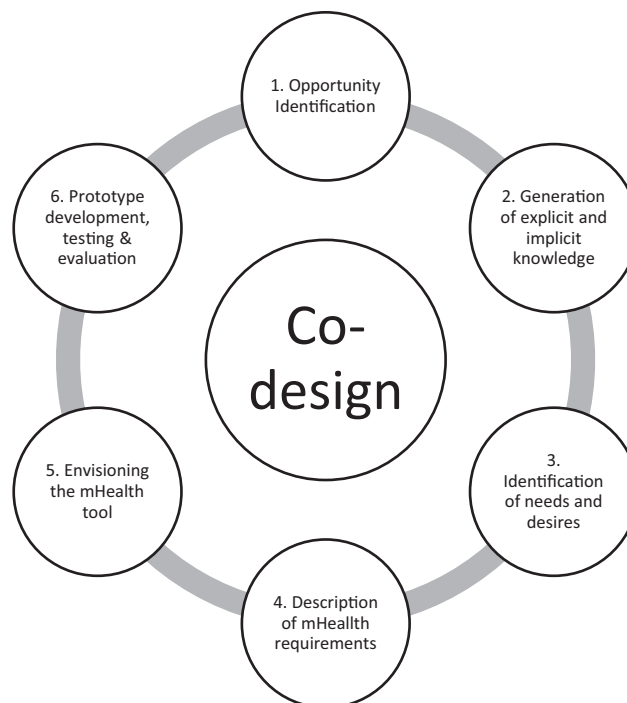 1. Opportunity
Identification
2. Generation
of explicit and
implicit
knowledge
3.
Identification
of needs and
desires
4. Description
of mHeallth
requirements
5. Envisioning
the mHealth
tool
6. Prototype
development,
testing &
evaluation
Co-
design